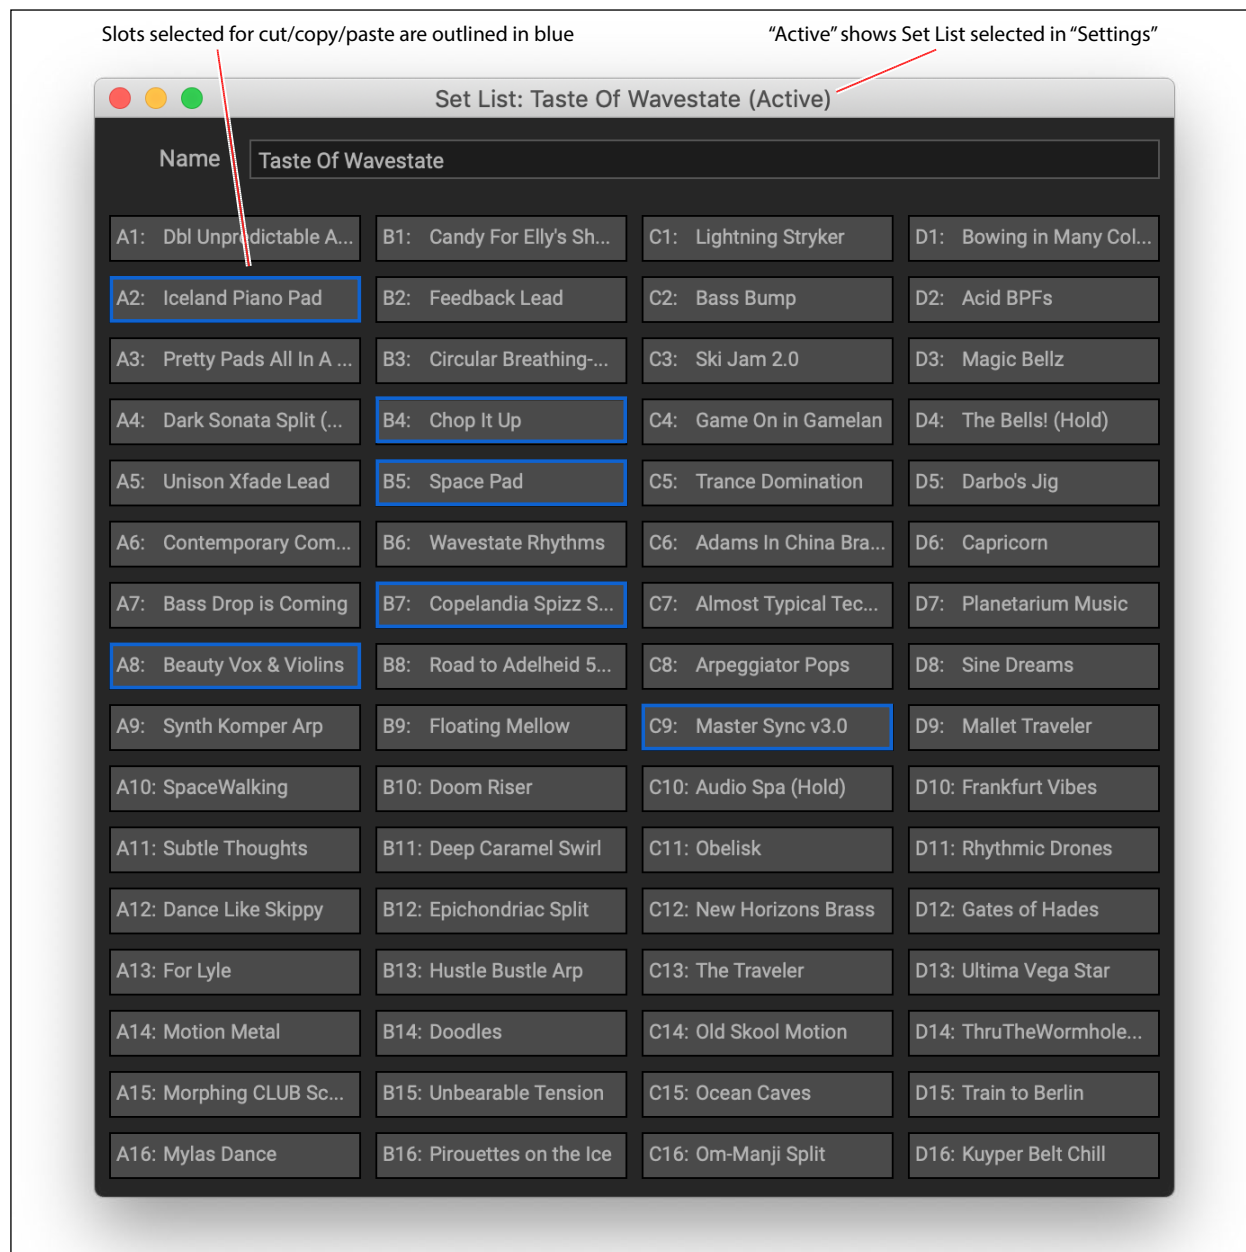 Slots selected for cut/copy/paste are outlined in blue
“Active” shows Set List selected in “Settings”
Set List: Taste Of Wavestate (Active)
Name Taste Of Wavestate
A1: Dbl Unpredictable A... B1: Candy For Elly's Sh... C1: Lightning Stryker D1: Bowing in Many Col...
A2: Iceland Piano Pad B2: Feedback Lead C2: Bass Bump D2: Acid BPFs
A3: Pretty Pads All In A ... B3: Circular Breathing-... C3: Ski Jam 2.0 D3: Magic Bellz
A4: Dark Sonata Split (... B4: Chop It Up C4: Game On in Gamelan D4: The Bells! (Hold)
A5: Unison Xfade Lead B5: Space Pad C5: Trance Domination D5: Darbo's Jig
A6: Contemporary Com... B6: Wavestate Rhythms C6: Adams In China Bra... D6: Capricorn
A7: Bass Drop is Coming B7: Copelandia Spizz S... C7: Almost Typical Tec... D7: Planetarium Music
A8: Beauty Vox & Violins B8: Road to Adelheid 5... C8: Arpeggiator Pops D8: Sine Dreams
A9: Synth Komper Arp B9: Floating Mellow C9: Master Sync v3.0 D9: Mallet Traveler
A10: SpaceWalking B10: Doom Riser C10: Audio Spa (Hold) D10: Frankfurt Vibes
A11: Subtle Thoughts B11: Deep Caramel Swirl C11: Obelisk D11: Rhythmic Drones
A12: Dance Like Skippy B12: Epichondriac Split C12: New Horizons Brass D12: Gates of Hades
A13: For Lyle B13: Hustle Bustle Arp C13: The Traveler D13: Ultima Vega Star
A14: Motion Metal B14: Doodles C14: Old Skool Motion D14: ThruTheWormhole...
A15: Morphing CLUB Sc... B15: Unbearable Tension C15: Ocean Caves D15: Train to Berlin
A16: Mylas Dance B16: Pirouettes on the Ice C16: Om-Manji Split D16: Kuyper Belt Chill